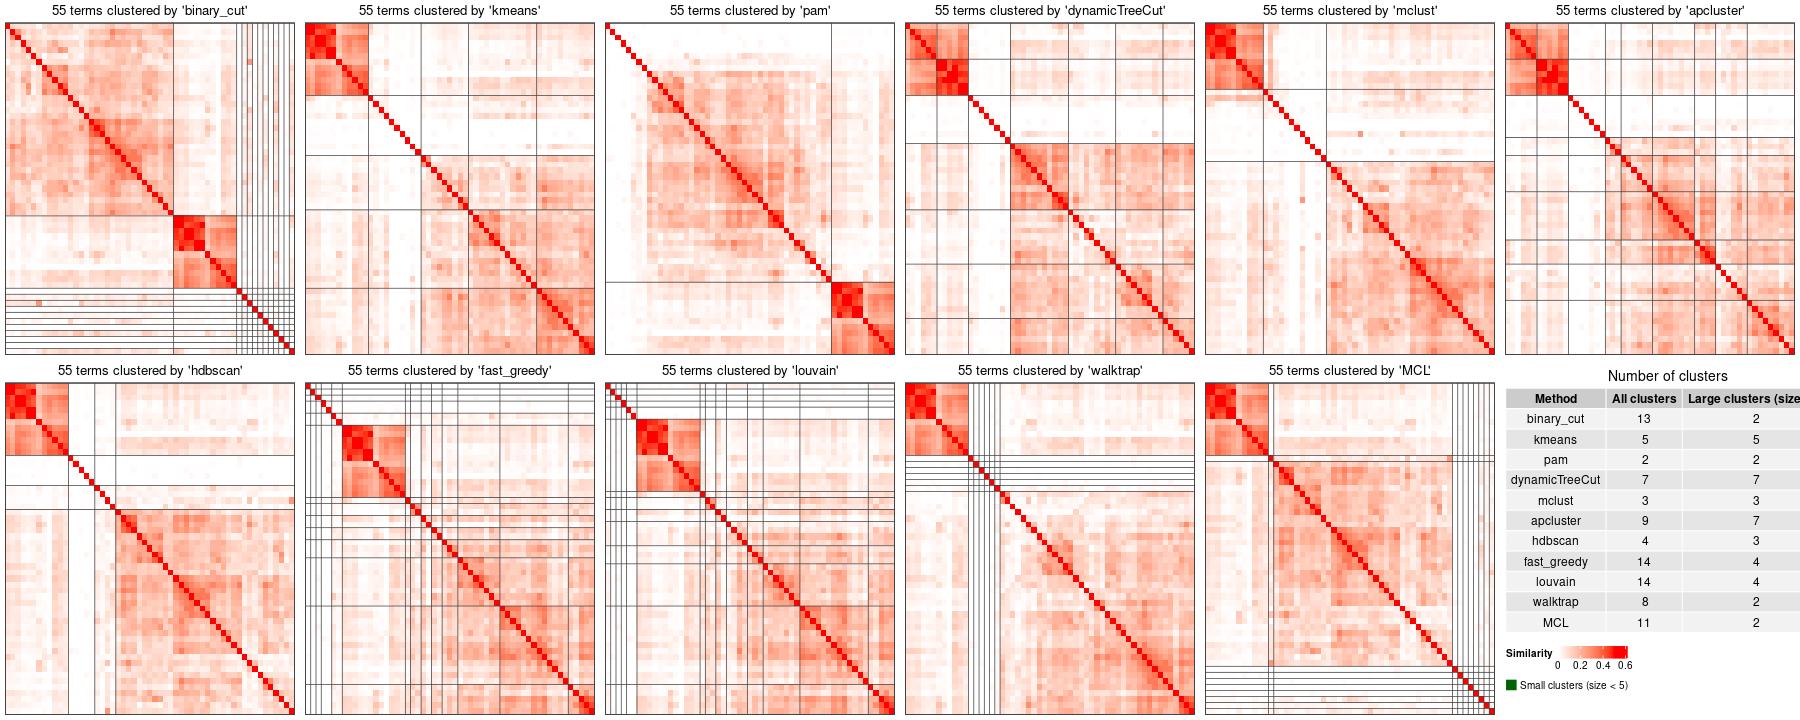 55 terms clustered by 'binary_cut'
55 terms clustered by 'kmeans'
55 terms clustered by 'pam'
55 terms clustered by 'dynamicTreeCut'
55 terms clustered by 'mclust'
55 terms clustered by 'apcluster'
55 terms clustered by 'hdbscan'
55 terms clustered by 'fast_greedy'
55 terms clustered by 'louvain'
55 terms clustered by 'walktrap'
55 terms clustered by 'MCL'
Number of clusters
Method All clusters Large clusters (size
binary_cut 13 2
kmeans 5 5
pam 2 2
dynamicTreeCut 7 7
mclust 3 3
apcluster 9 7
hdbscan 4 3
fast_greedy 14 4
louvain 14 4
walktrap 8 2
MCL 11 2
Similarity
0 0.2 0.4 0.6
Small clusters (size < 5)